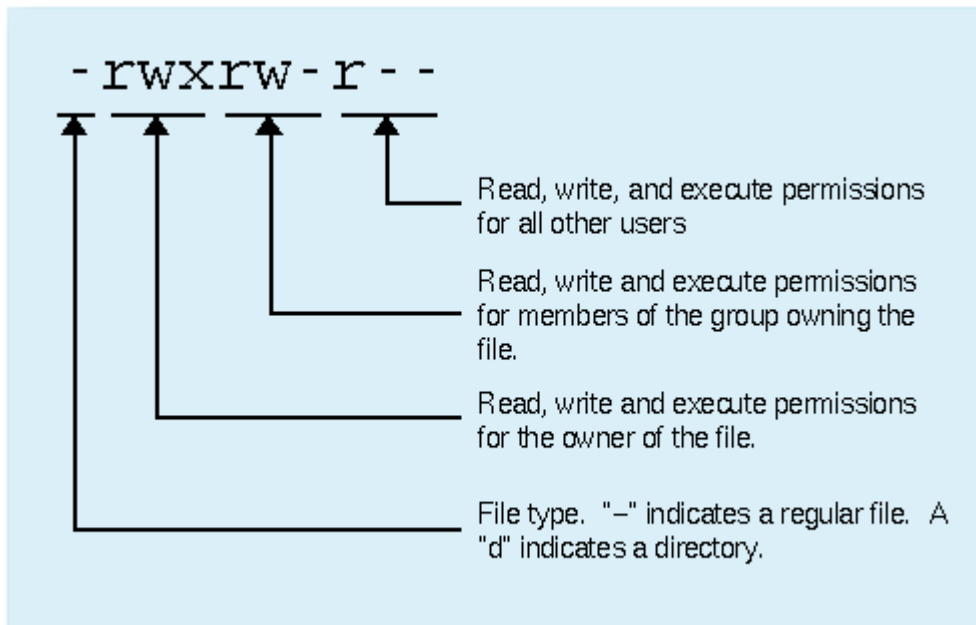 -rwxrw-r--
Read, write, and execute permissions
for all other users
Read, write and execute permissions
for members of the group owning the
file.
Read, write and execute permissions
for the owner of the file.
File type. "–" indicates a regular file. A
"d" indicates a directory.